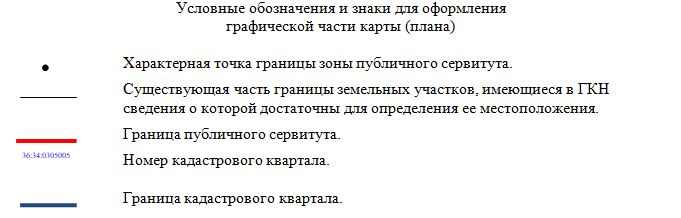 Условные обозначения и знаки для оформления
графической части карты (плана)
Характерная точка границы зоны публичного сервитута.
Существующая часть границы земельных участков, имеющиеся в ГКН
сведения о которой достаточны для определения ее местоположения.
Граница публичного сервитута.
36:34:0305005
Номер кадастрового квартала.
Граница кадастрового квартала.